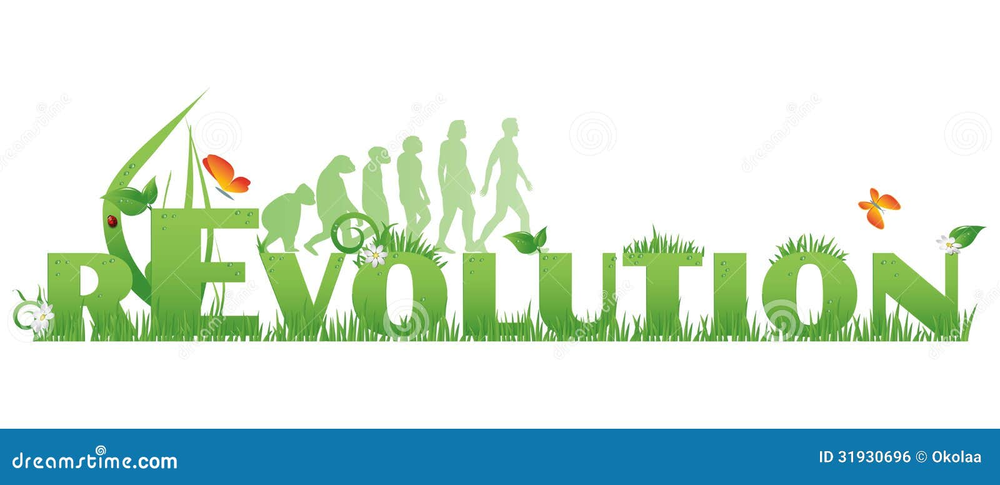 REVOLUTION
dreamstime.com
ID 31930696 © Okolaa